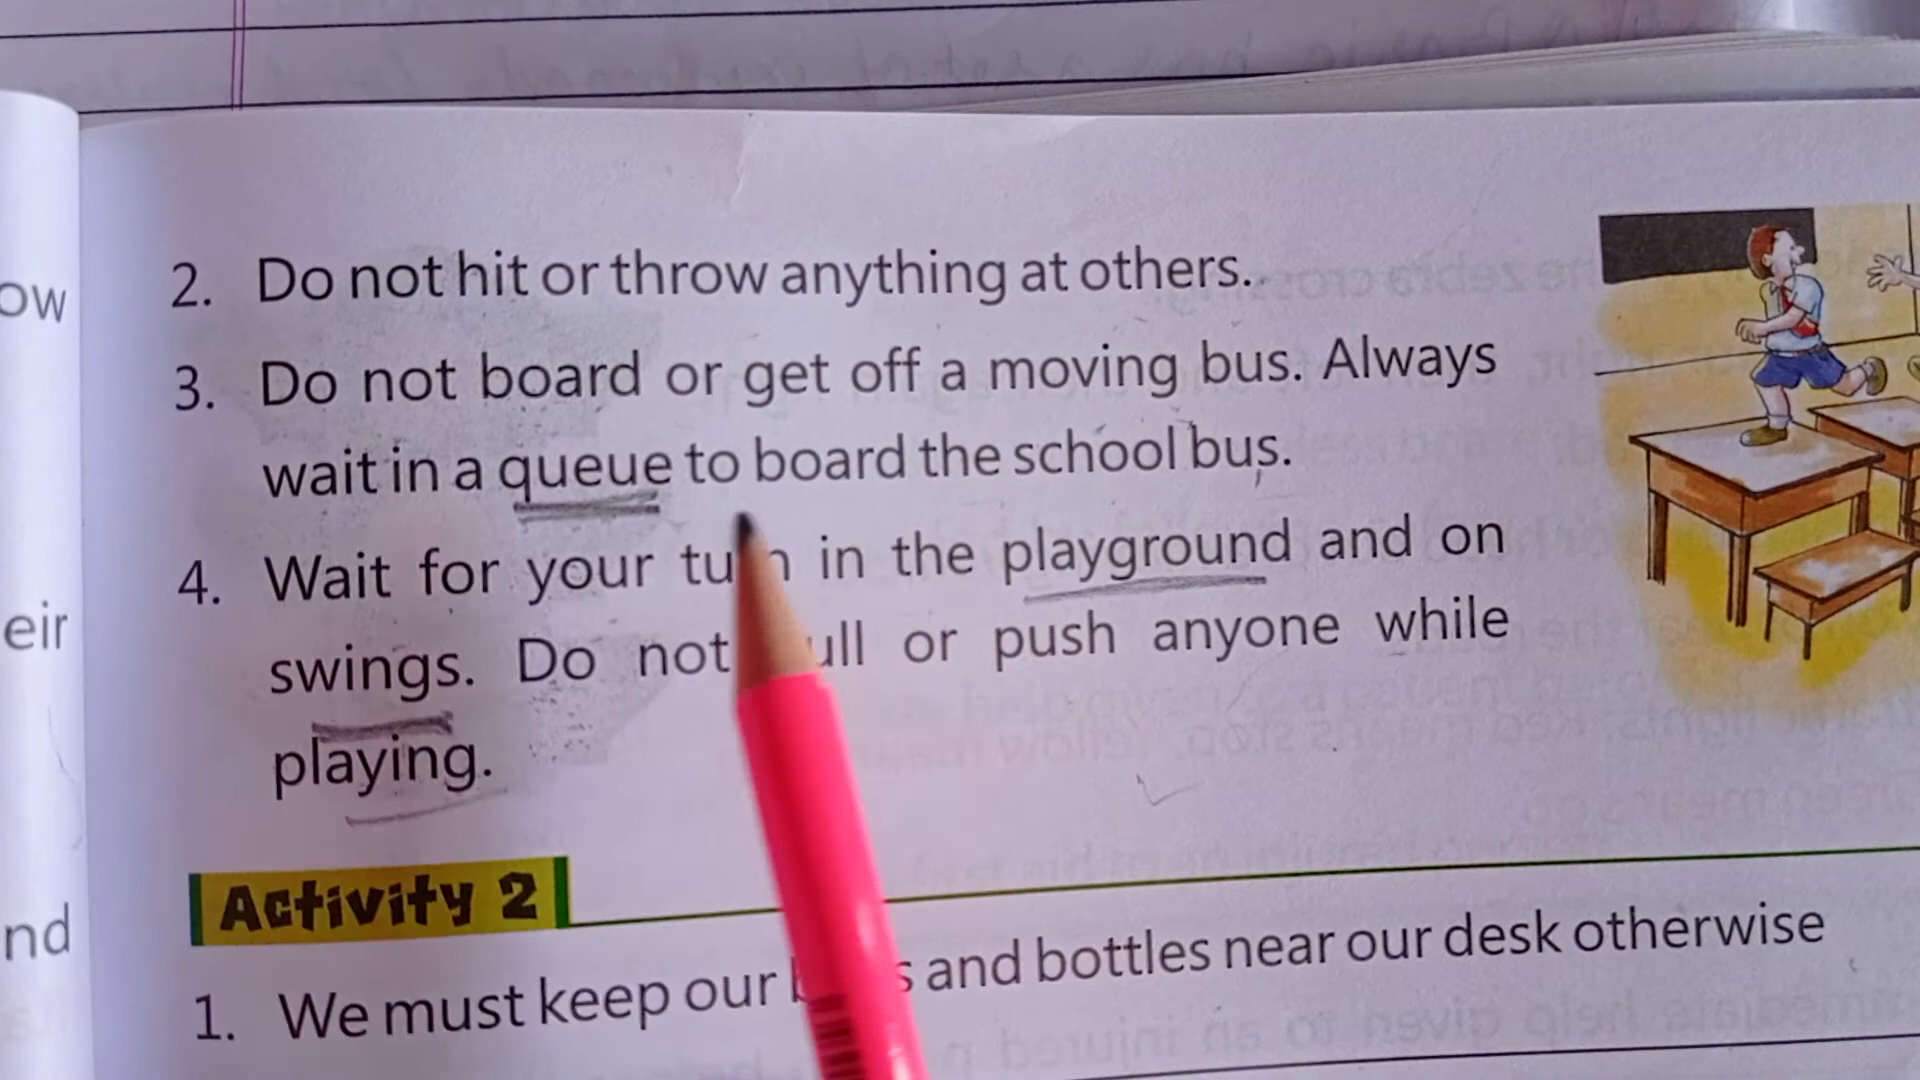 ow
eir
nd
2. Do not hit or throw anything at others.
3. Do not board or get off a moving bus. Always
wait in a queue to board the school bus.
4. Wait for your in the playground and on
swings. Do not or push anyone while
playing.
Activity 2
1. We must keep our and bottles near our desk otherwise